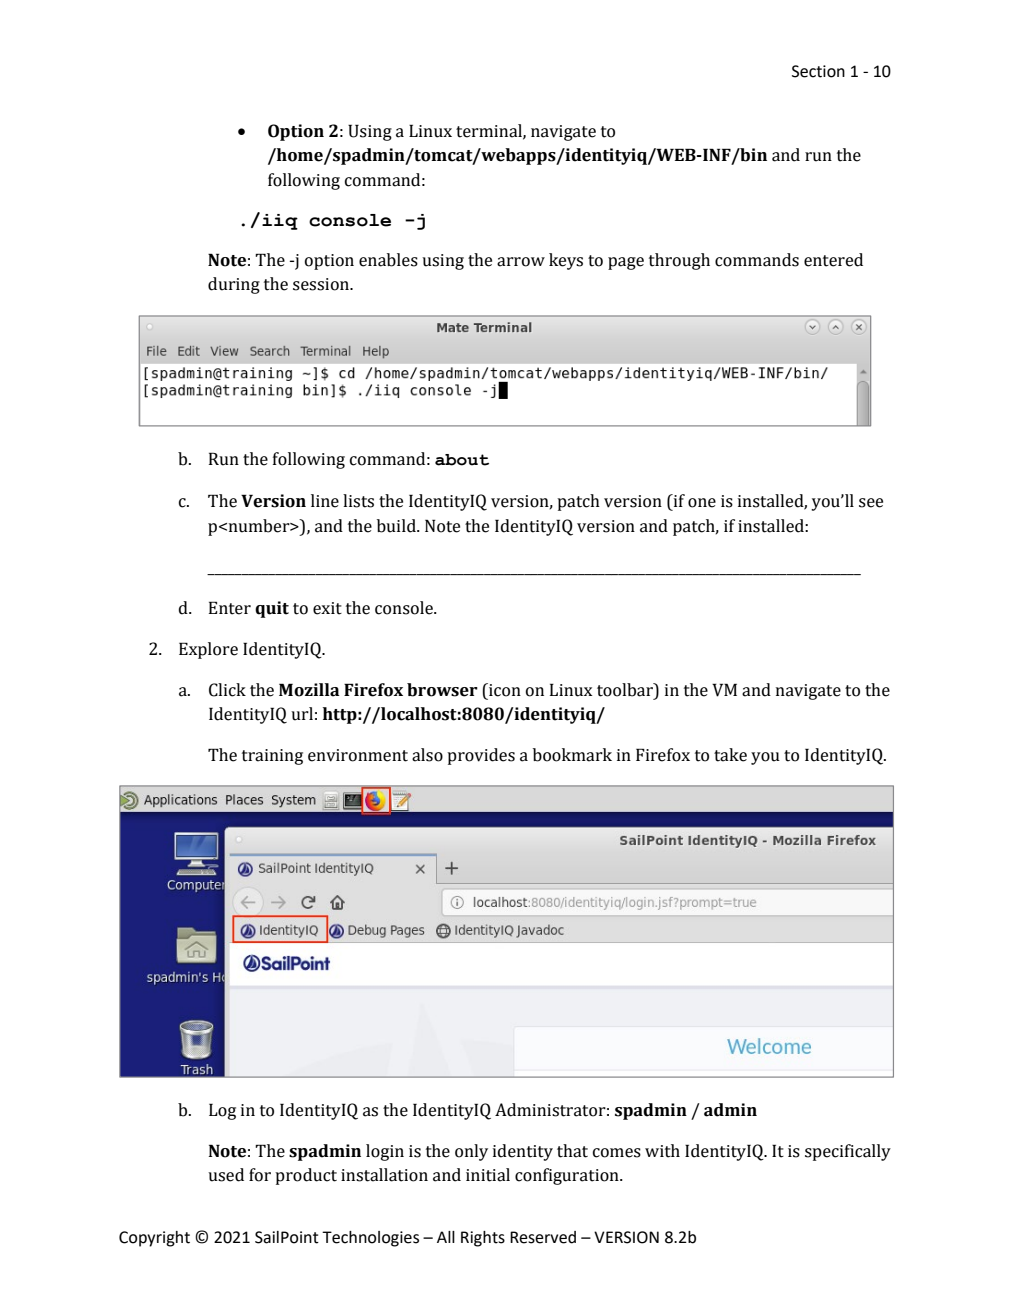 Section 1 - 10
• Option 2: Using a Linux terminal, navigate to
/home/spadmin/tomcat/webapps/identityiq/WEB-INF/bin and run the
following command:
./iiq console -j
Note: The -j option enables using the arrow keys to page through commands entered
during the session.
Mate Terminal
File Edit View Search Terminal Help
[spadmin@training ~]$ cd /home/spadmin/tomcat/webapps/identityiq/WEB-INF/bin/
[spadmin@training bin]$ ./iiq console -j
b. Run the following command: about
c. The Version line lists the IdentityIQ version, patch version (if one is installed, you'll see
p<number>), and the build. Note the IdentityIQ version and patch, if installed:
d. Enter quit to exit the console.
2. Explore IdentityIQ.
a. Click the Mozilla Firefox browser (icon on Linux toolbar) in the VM and navigate to the
IdentityIQ url: http://localhost:8080/identityiq/
The training environment also provides a bookmark in Firefox to take you to IdentityIQ.
Applications Places System
SailPoint IdentityIQ - Mozilla Firefox
SailPoint IdentityIQ
Computer
localhost:8080/identityiq/login.jsf?prompt=true
IdentityIQ Debug Pages IdentityIQ Javadoc
SailPoint
spadmin's Ho
Welcome
Trash
b. Log in to IdentityIQ as the IdentityIQ Administrator: spadmin / admin
Note: The spadmin login is the only identity that comes with IdentityIQ. It is specifically
used for product installation and initial configuration.
Copyright © 2021 SailPoint Technologies – All Rights Reserved – VERSION 8.2b